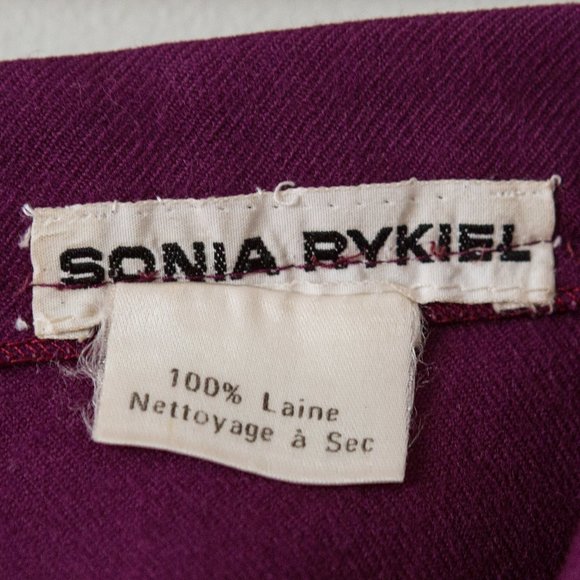 SONIA RYKIEL
100% Laine
Nettoyage à Sec